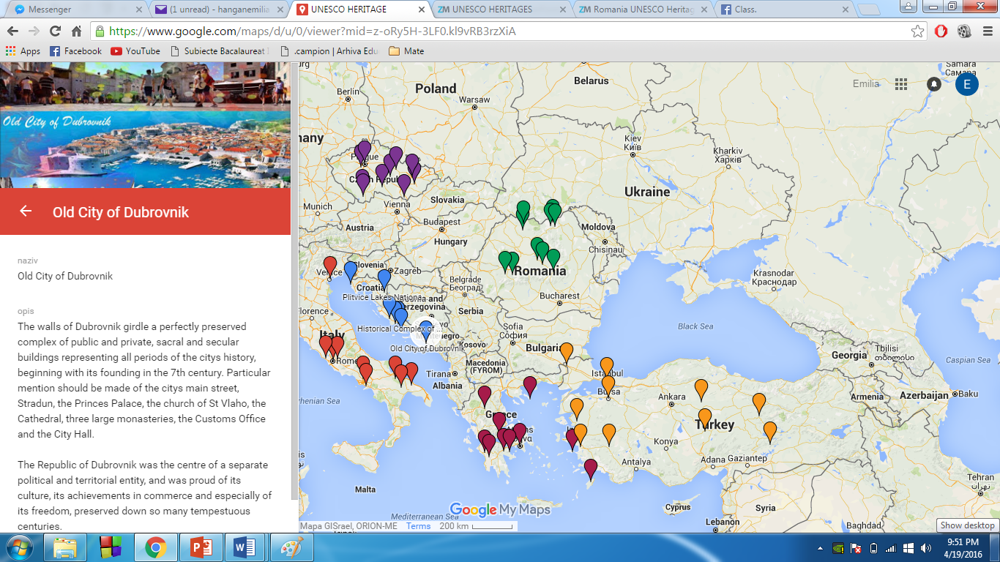 Messenger
(1 unread) - hanganemilia
UNESCO HERITAGE
UNESCO HERITAGES
Romania UNESCO Heritag
Class.
https://www.google.com/maps/d/u/0/viewer?mid=z-oRy5H-3LF0.kl9vRB3rzXiA
Apps
Facebook
YouTube
Subiecte Bacalaureat
.campion | Arhiva Edu
Mate
Old City of Dubrovnik
Old City of Dubrovnik
naziv
Old City of Dubrovnik
opis
The walls of Dubrovnik girdle a perfectly preserved
complex of public and private, sacral and secular
buildings representing all periods of the citys history,
beginning with its founding in the 7th century. Particular
mention should be made of the citys main street,
Stradun, the Princes Palace, the church of St Vlaho, the
Cathedral, three large monasteries, the Customs Office
and the City Hall.
The Republic of Dubrovnik was the centre of a separate
political and territorial entity, and was proud of its
culture, its achievements in commerce and especially of
its freedom, preserved down so many tempestuous
centuries.
Emilia
E
Samara
Самара
Belarus
Berlin
Poland
Warsaw
many
Kiev
Київ
Kharkiv
Харків
Prague
Czech Republ
Ukraine
Slovakia
Munich
Vienna
Austria
Budapest
Hungary
Moldova
Chisinau
Slovenia
Venice
Zagreb
Croatia
Romania
Krasnodar
Краснодар
Belgrade
Београд
Plitvice Lakes Nationa...
nia and
erzegovina
Bucharest
Florence
Serbia
Historical Complex of ...
Black Sea
Sofia
София
Italy
ntenegro
Kosovo
Old City of Dubrovnik
Bulgaria
Tbilisi
თბილისი
Georgia
Caspian Sea
Rome
Macedonia
(FYROM)
Tirana
Albania
Istanbul
Bursa
Ankara
Armenia
Azerbaijan
Baku
rhenian Sea
Greece
Turkey
Konya
Adana
Gaziantep
Antalya
Malta
Tehran
تهران
Cyprus
Syria
Lebanon
Baghdad
Mediterranean Sea
Google My Maps
Mapa GISrael, ORION-ME
Terms
200 km
Show desktop
9:51 PM
4/19/2016